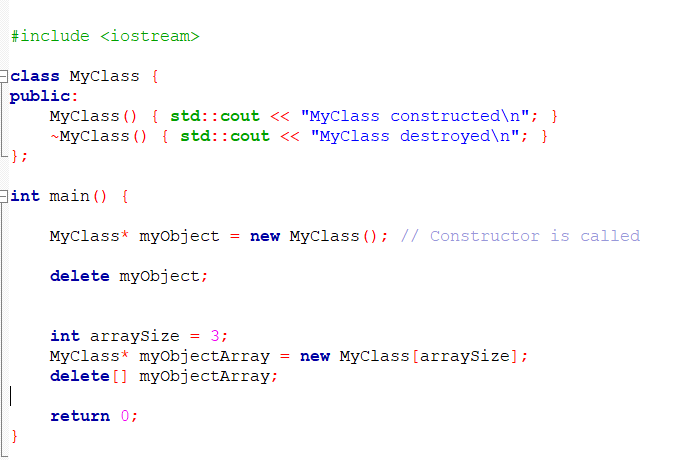 #include <iostream>
class MyClass {
public:
    MyClass() { std::cout << "MyClass constructed\n"; }
    ~MyClass() { std::cout << "MyClass destroyed\n"; }
};
int main() {
    MyClass* myObject = new MyClass(); // Constructor is called
    delete myObject;
    int arraySize = 3;
    MyClass* myObjectArray = new MyClass[arraySize];
    delete[] myObjectArray;
    return 0;
}